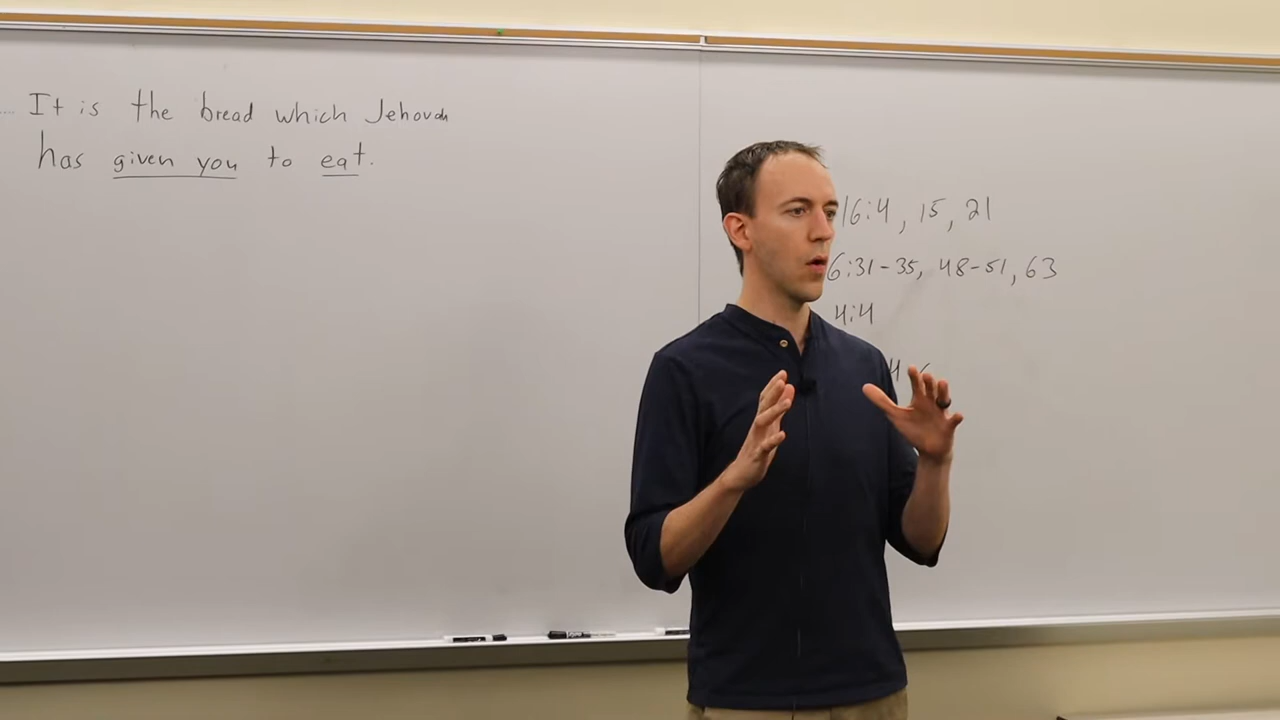 It is the bread which Jehovah
has given you to eat.
16:4, 15, 21
6:31-35, 48-51, 63
4:4